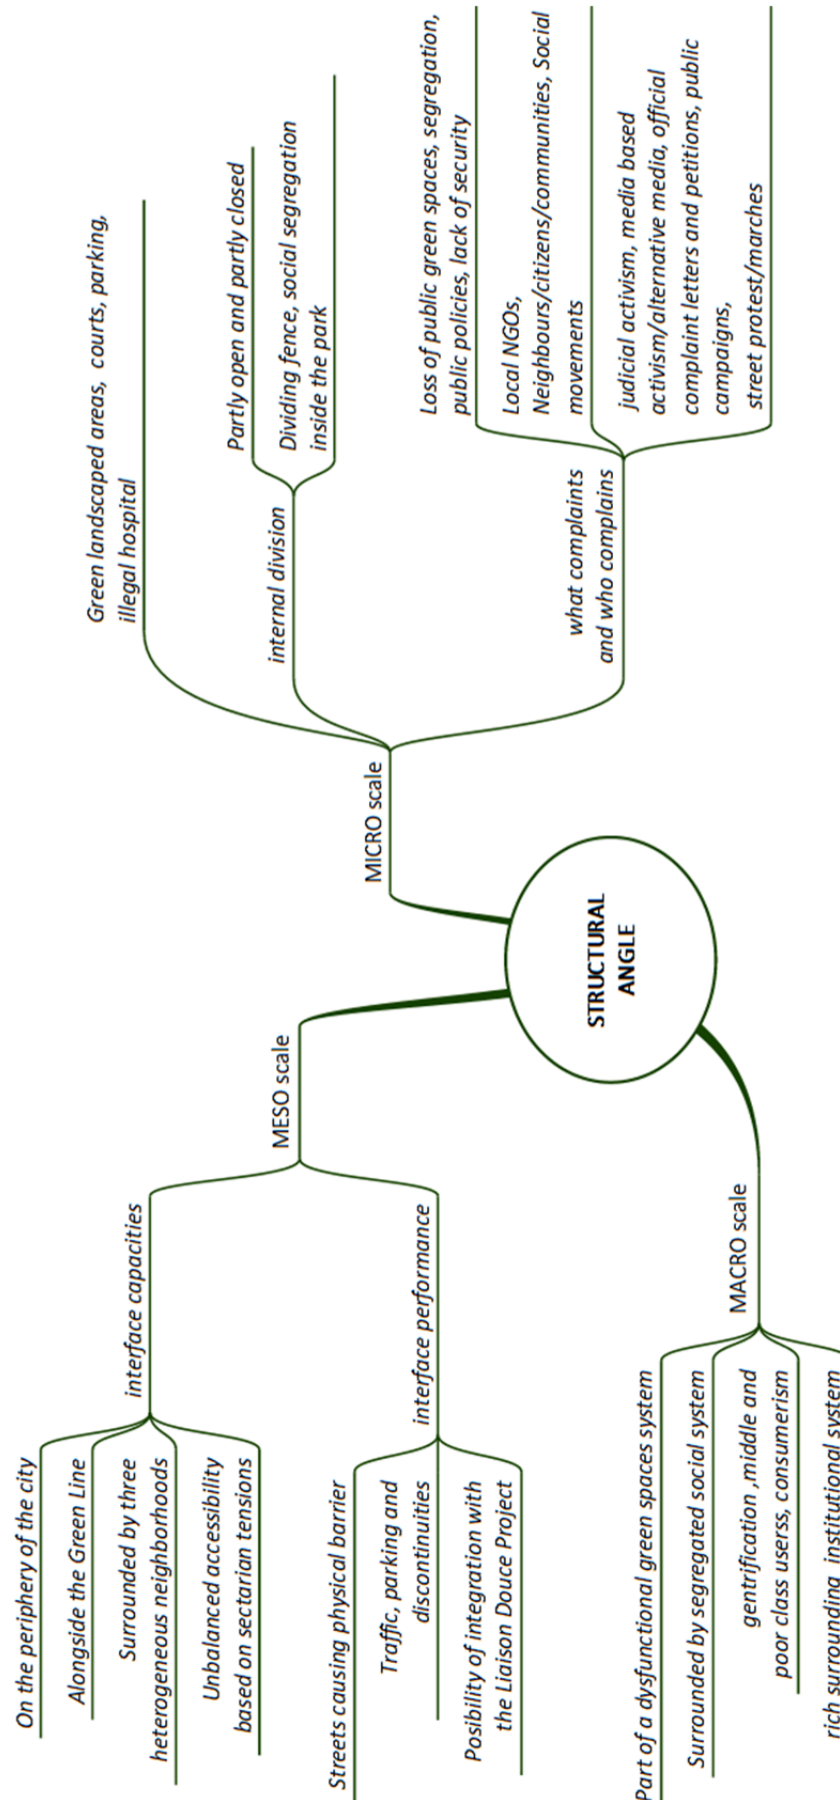 STRUCTURAL
ANGLE
MICRO scale
Green landscaped areas, courts, parking,
illegal hospital
internal division
Partly open and partly closed
Dividing fence, social segregation
inside the park
what complaints
and who complains
Loss of public green spaces, segregation,
public policies, lack of security
Local NGOs,
Neighbours/citizens/communities, Social
movements
judicial activism, media based
activism/alternative media, official
complaint letters and petitions, public
campaigns,
street protest/marches
MESO scale
interface capacities
On the periphery of the city
Alongside the Green Line
Surrounded by three
heterogeneous neighborhoods
Unbalanced accessibility
based on sectarian tensions
interface performance
Streets causing physical barrier
Traffic, parking and
discontinuities
Posibility of integration with
the Liaison Douce Project
MACRO scale
Part of a dysfunctional green spaces system
Surrounded by segregated social system
gentrification ,middle and
poor class userss, consumerism
rich surrounding institutional system